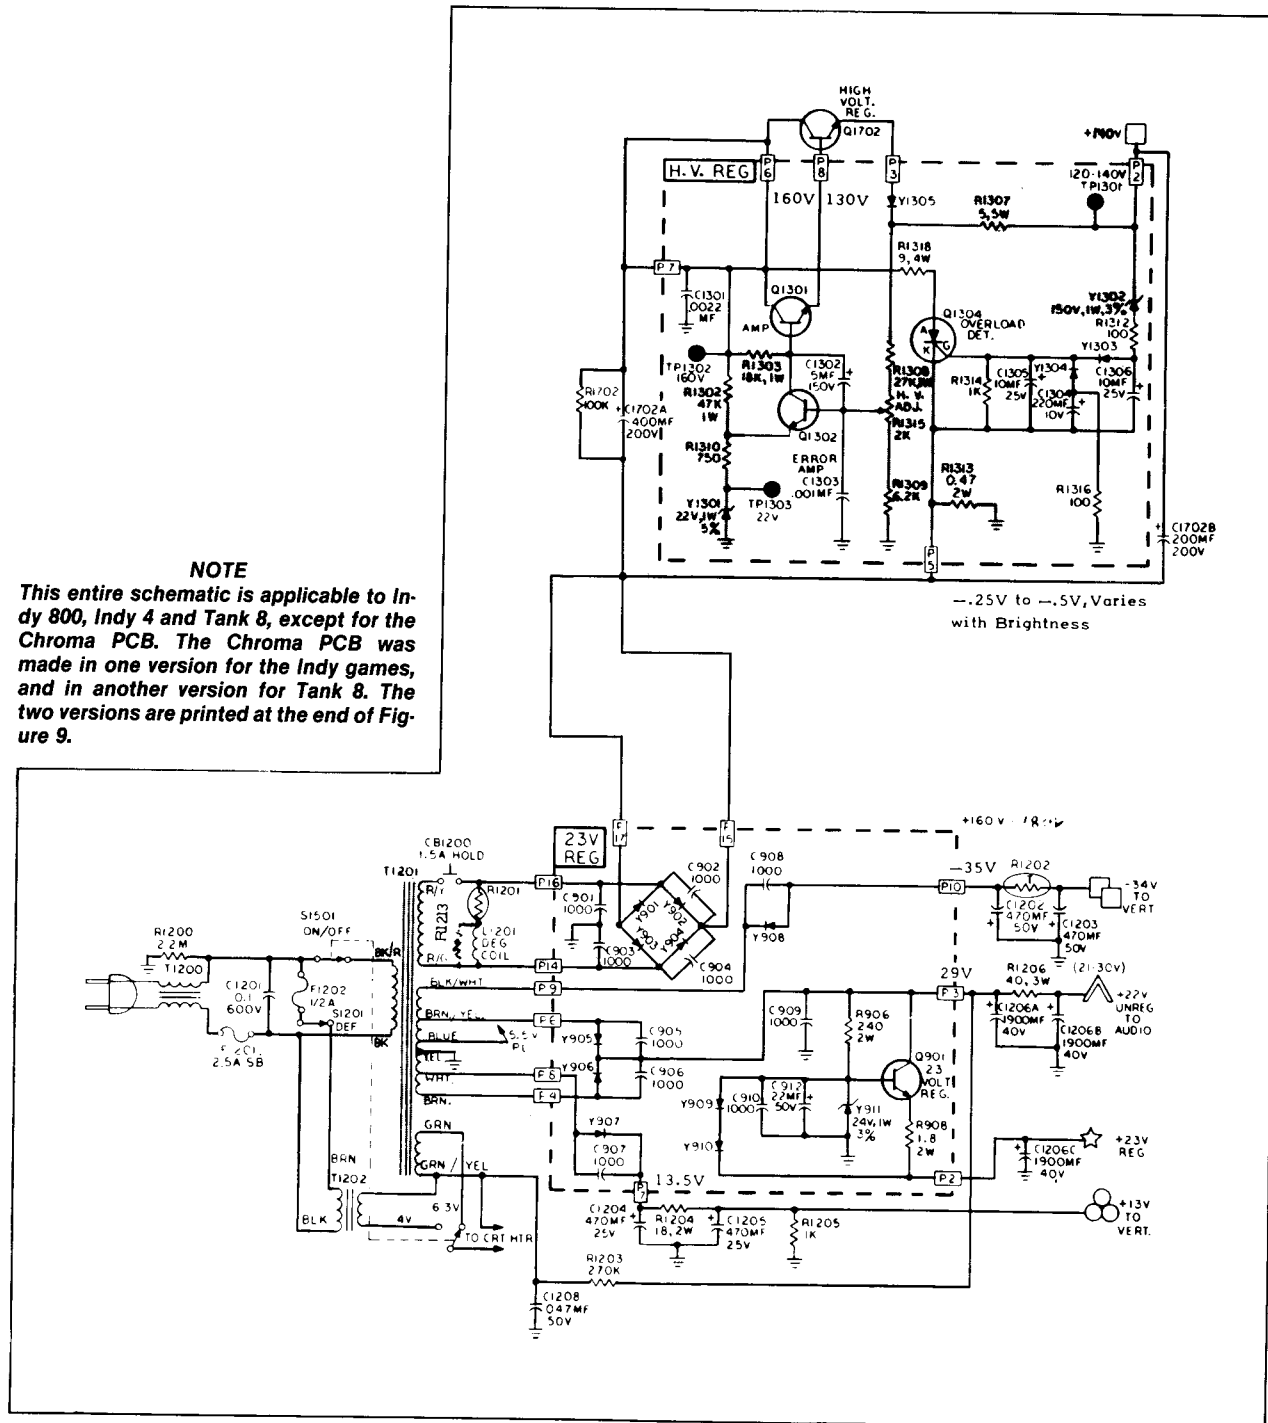 HIGH
VOLT.
REG.
Q1702
+140V
P
6
P
8
P
3
P
2
H.V. REG
160V 130V
Y1305
120-140V
TP1301
R1307
5,5W
R1318
9,4W
P7
C1301
.0022
MF
Q1301
AMP
Q1304
OVERLOAD
DET.
A
K
G
Y1302
150V,1W,3%
R1312
100
Y1303
TP1302
160V
R1303
18K,1W
C1302
5MF
150V
R1308
27K,1W
H.V.
ADJ.
R1315
2K
R1314
1K
C1305
10MF
25V
Y1304
C1304
220MF
10V
C1306
10MF
25V
R1702
100K
C1702A
400MF
200V
R1302
47K
1W
Q1302
R1310
750
ERROR
AMP
C1303
.001MF
R1309
6.2K
R1313
0.47
2W
R1316
100
Y1301
22V,1W
5%
TP1303
22V
C1702B
200MF
200V
P
5
—.25V to —.5V,Varies
with Brightness
NOTE
This entire schematic is applicable to In-
dy 800, Indy 4 and Tank 8, except for the
Chroma PCB. The Chroma PCB was
made in one version for the Indy games,
and in another version for Tank 8. The
two versions are printed at the end of Fig-
ure 9.
17
15
+160V
23V
REG
CB1200
1.5A HOLD
T1201
R1201
R1213
L1201
DEG
COIL
P16
C901
1000
C902
1000
C908
1000
Y901
Y902
Y903
Y904
C903
1000
C904
1000
Y908
—35V
R1202
P10
C1202
470MF
50V
C1203
470MF
50V
-34V
TO
VERT
S1501
ON/OFF
R1200
2.2M
T1200
BK/R
C1201
0.1
600V
F1202
1/2A
S1201
DEF
BK
2.5A SB
R/G
P14
BLK/WHT
P9
BRN/YEL
BLUE
5.5V
YEL
WHT.
BRN.
Y905
C905
1000
Y906
C906
1000
29V
P3
R1206
40,3W
(21-30V)
+22V
UNREG
TO
AUDIO
C1206A
1900MF
40V
C1206B
1900MF
40V
C909
1000
R906
240
2W
Q901
23
VOLT
REG.
Y909
C910
1000
C912
22MF
50V
Y911
24V,1W
3%
R908
1.8
2W
Y910
Y907
C907
1000
GRN
GRN / YEL
BRN
T1202
BLK
6.3V
4V
TO CRT HTR
13.5V
P2
C1206C
1900MF
40V
+23V
REG
C1204
470MF
25V
R1204
18,2W
C1205
470MF
25V
R1205
1K
+13V
TO
VERT.
R1203
270K
C1208
.047MF
50V